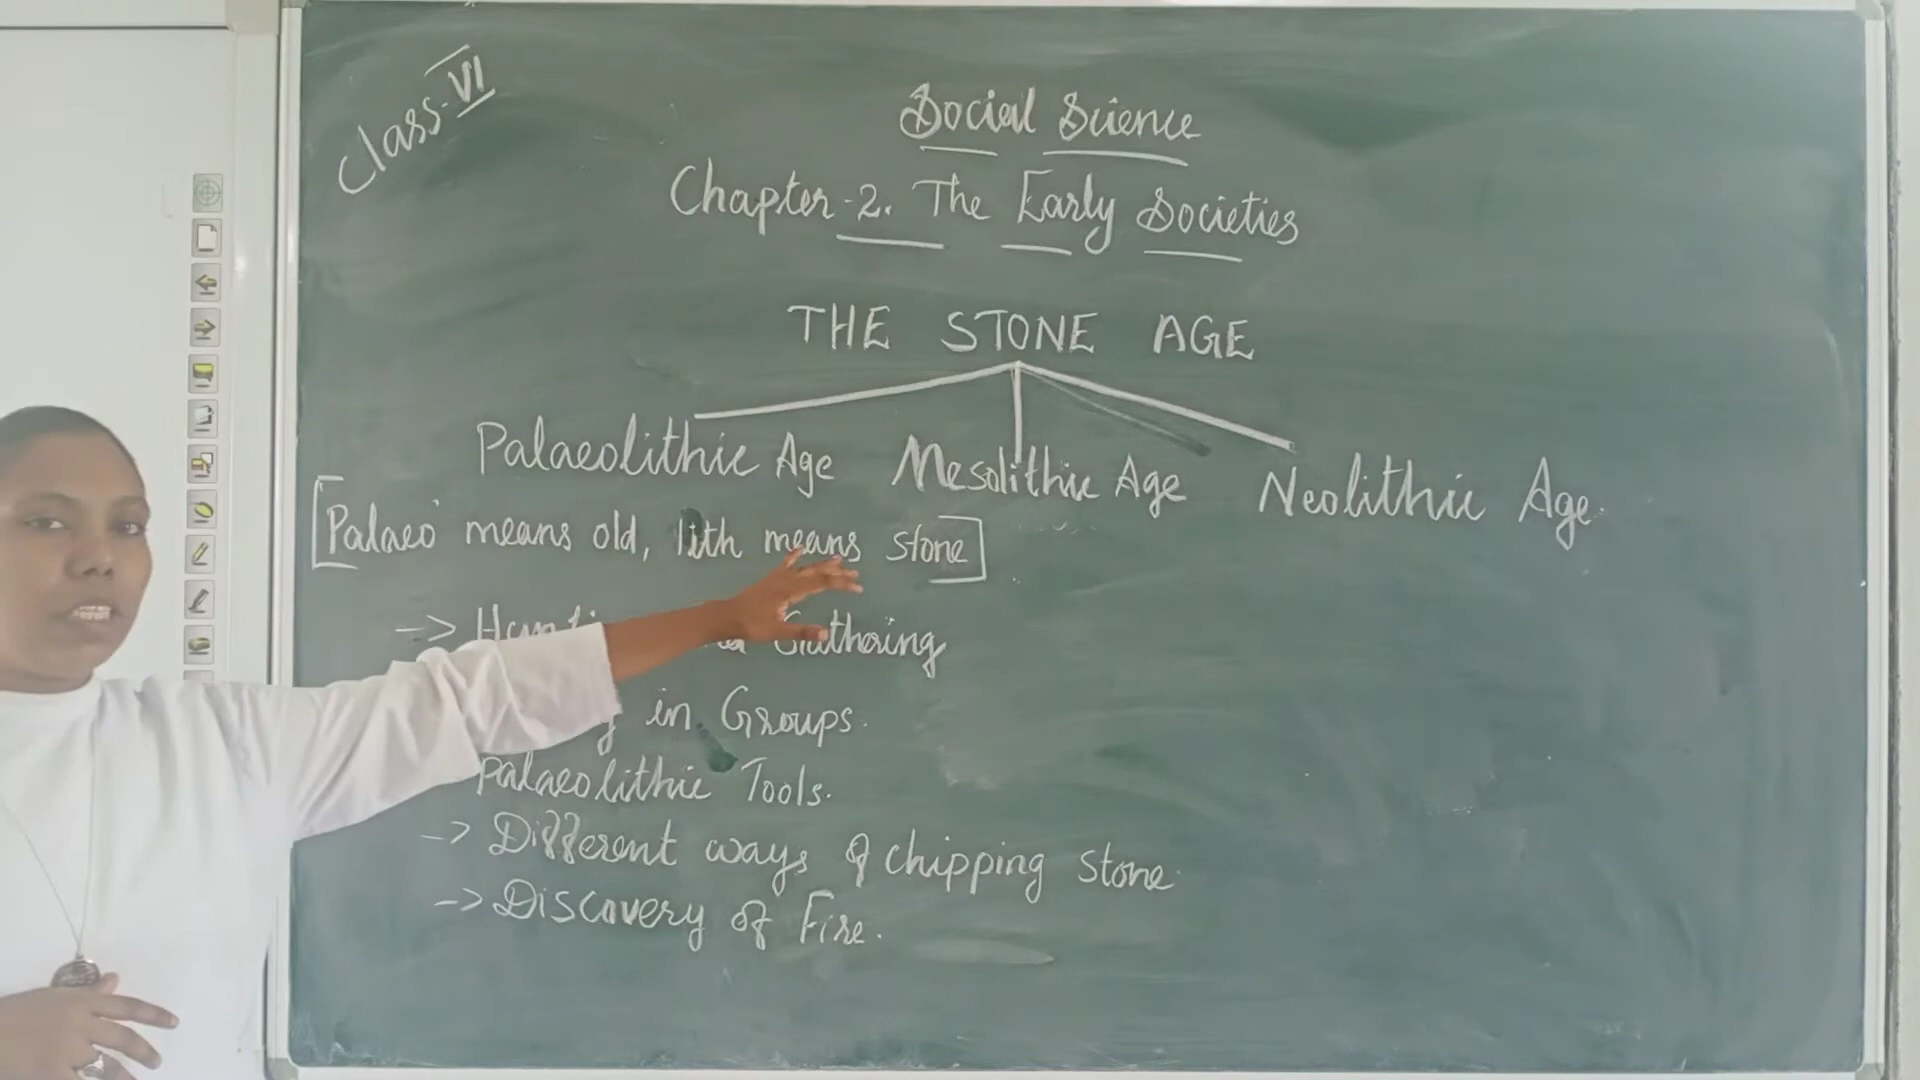 Class-VI
Social Science
Chapter-2. The Early Societies
THE STONE AGE
Palaeolithic Age Mesolithic Age Neolithic Age.
[Palaeo' means old, lith means stone]
-> Gathering
in Groups.
Palaeolithic Tools.
-> Different ways of chipping stone.
-> Discovery of Fire.